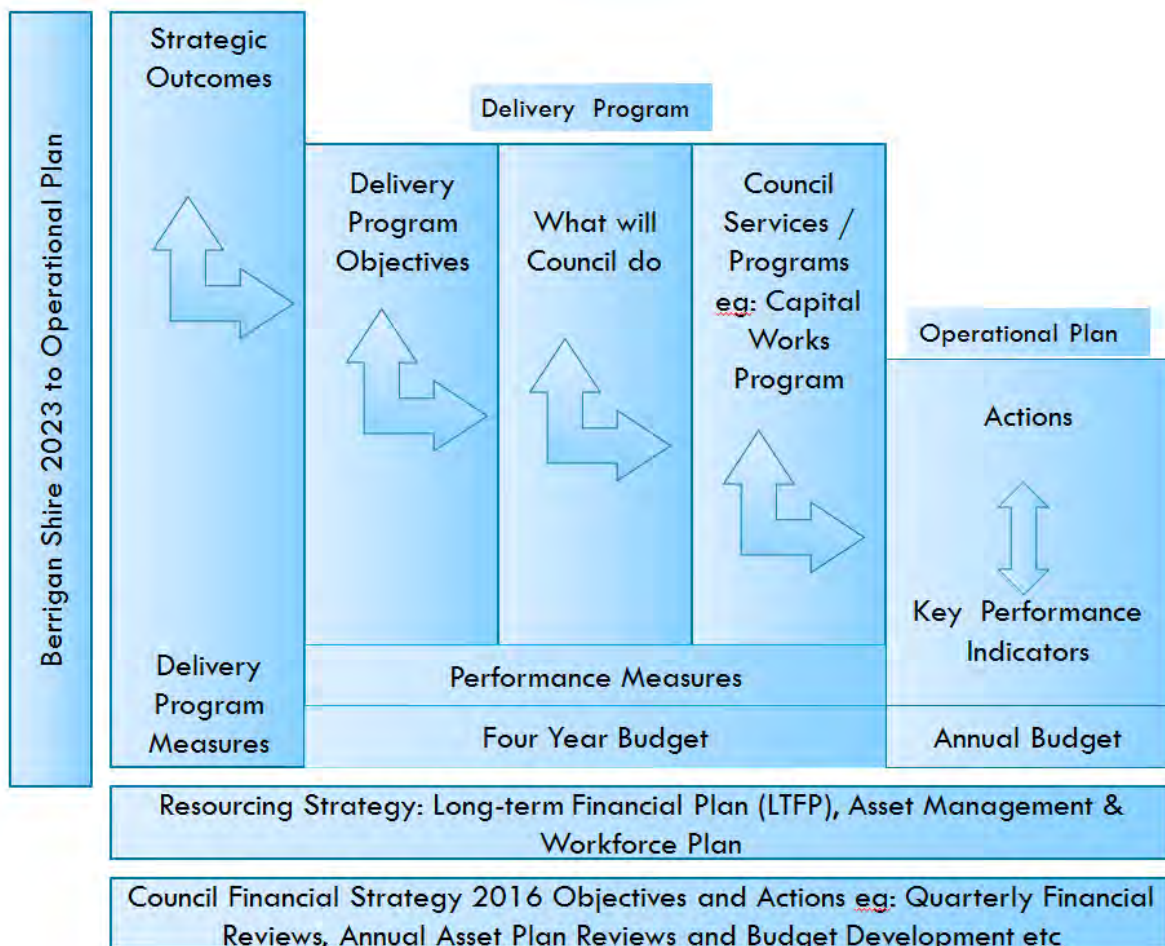 Berrigan Shire 2023 to Operational Plan
Strategic
Outcomes
Delivery
Program
Measures
Delivery Program
Delivery
Program
Objectives
What will
Council do
Council
Services /
Programs
eg: Capital
Works
Program
Performance Measures
Four Year Budget
Operational Plan
Actions
Key Performance
Indicators
Annual Budget
Resourcing Strategy: Long-term Financial Plan (LTFP), Asset Management &
Workforce Plan
Council Financial Strategy 2016 Objectives and Actions eg: Quarterly Financial
Reviews, Annual Asset Plan Reviews and Budget Development etc